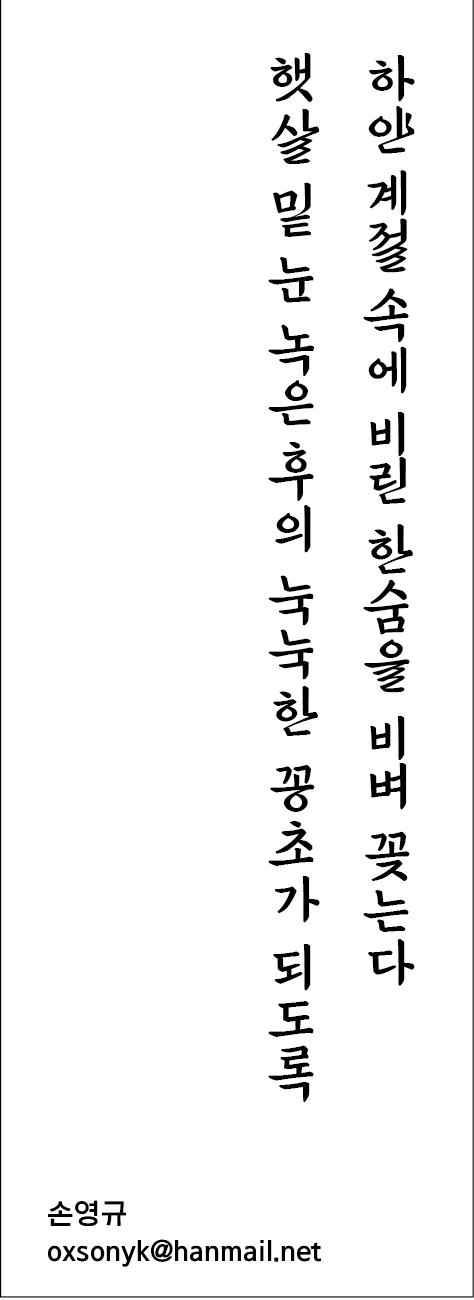 하얀 계절 속에 비린 한숨을 비벼 꽂는다
햇살 밑 눈 녹은 후의 눅눅한 꽁초가 되도록
손영규
oxsonyk@hanmail.net